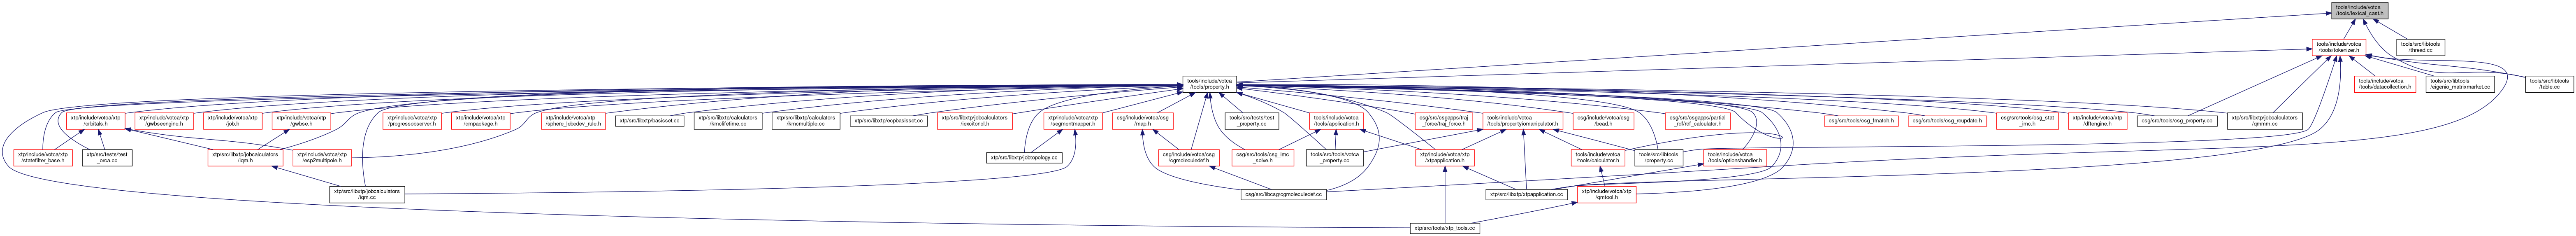 tools/include/votca
/tools/lexical_cast.h
tools/include/votca
/tools/tokenizer.h
tools/src/libtools
/thread.cc
tools/include/votca
/tools/property.h
tools/include/votca
/tools/datacollection.h
tools/src/libtools
/eigenio_matrixmarket.cc
tools/src/libtools
/table.cc
xtp/include/votca/xtp
/orbitals.h
xtp/include/votca/xtp
/gwbseengine.h
xtp/include/votca/xtp
/job.h
xtp/include/votca/xtp
/gwbse.h
xtp/include/votca/xtp
/progressobserver.h
xtp/include/votca/xtp
/qmpackage.h
xtp/include/votca/xtp
/sphere_lebedev_rule.h
xtp/src/libxtp/basisset.cc
xtp/src/libxtp/calculators
/kmclifetime.cc
xtp/src/libxtp/calculators
/kmcmultiple.cc
xtp/src/libxtp/ecpbasisset.cc
xtp/src/libxtp/jobcalculators
/iexcitoncl.h
xtp/include/votca/xtp
/segmentmapper.h
csg/include/votca/csg
/map.h
tools/src/tests/test
_property.cc
tools/include/votca
/tools/application.h
csg/src/csgapps/traj
_force/traj_force.h
tools/include/votca
/tools/propertyiomanipulator.h
csg/include/votca/csg
/bead.h
csg/src/csgapps/partial
_rdf/rdf_calculator.h
csg/src/tools/csg_fmatch.h
csg/src/tools/csg_reupdate.h
csg/src/tools/csg_stat
_imc.h
xtp/include/votca/xtp
/dftengine.h
csg/src/tools/csg_property.cc
xtp/src/libxtp/jobcalculators
/qmmm.cc
xtp/include/votca/xtp
/statefilter_base.h
xtp/src/tests/test
_orca.cc
xtp/src/libxtp/jobcalculators
/iqm.h
xtp/include/votca/xtp
/esp2multipole.h
xtp/src/libxtp/jobtopology.cc
csg/include/votca/csg
/cgmoleculedef.h
csg/src/tools/csg_imc
_solve.h
tools/src/tools/votca
_property.cc
xtp/include/votca/xtp
/xtpapplication.h
tools/include/votca
/tools/calculator.h
tools/src/libtools
/property.cc
tools/include/votca
/tools/optionshandler.h
xtp/src/libxtp/jobcalculators
/iqm.cc
csg/src/libcsg/cgmoleculedef.cc
xtp/src/libxtp/xtpapplication.cc
xtp/include/votca/xtp
/qmtool.h
xtp/src/tools/xtp_tools.cc